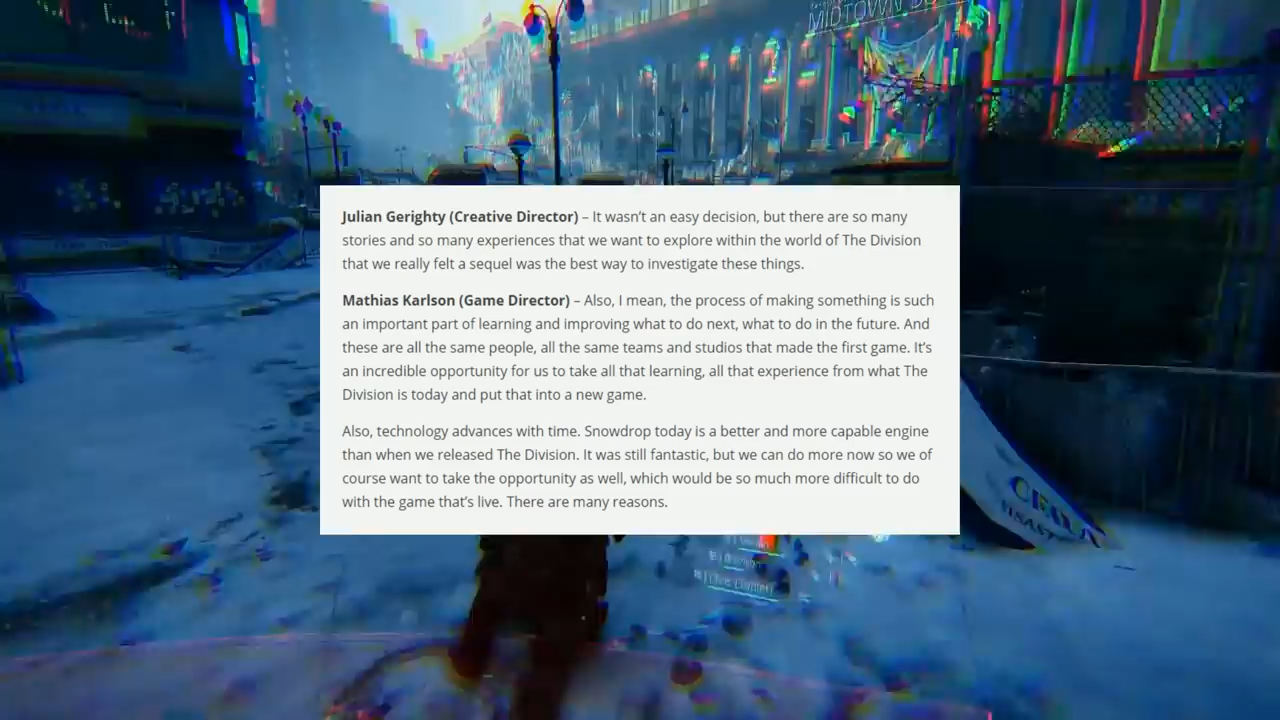 MIDTOWN
Julian Gerighty (Creative Director) – It wasn’t an easy decision, but there are so many
stories and so many experiences that we want to explore within the world of The Division
that we really felt a sequel was the best way to investigate these things.
Mathias Karlson (Game Director) – Also, I mean, the process of making something is such
an important part of learning and improving what to do next, what to do in the future. And
these are all the same people, all the same teams and studios that made the first game. It’s
an incredible opportunity for us to take all that learning, all that experience from what The
Division is today and put that into a new game.
Also, technology advances with time. Snowdrop today is a better and more capable engine
than when we released The Division. It was still fantastic, but we can do more now so we of
course want to take the opportunity as well, which would be so much more difficult to do
with the game that’s live. There are many reasons.